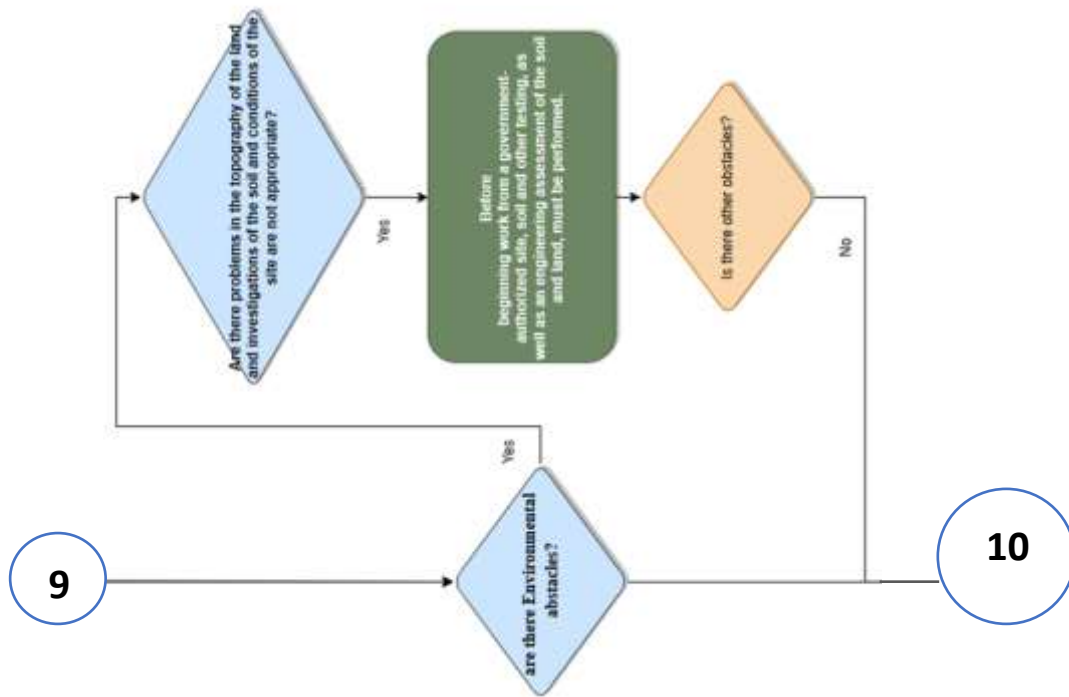 Are there problems in the topography of the land
and investigations of the soil and conditions of the
site are not appropriate?
Yes
Before
beginning work from a government-
authorized site, soil and other testing, as
well as an engineering assessment of the soil
and land, must be performed.
Is there other obstacles?
No
Yes
9
are there Environmental
abstacles?
10